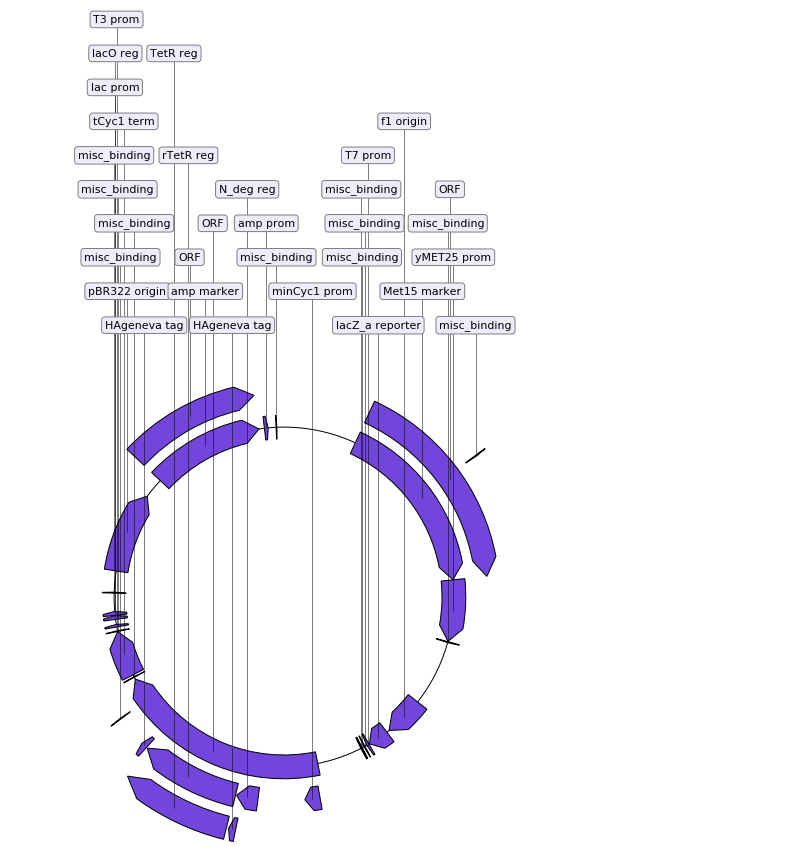 T3 prom
lacO reg TetR reg
lac prom
tCyc1 term f1 origin
misc_binding rTetR reg T7 prom
misc_binding N_deg reg misc_binding ORF
misc_binding ORF amp prom misc_binding misc_binding
misc_binding ORF misc_binding misc_binding yMET25 prom
pBR322 origin amp marker minCyc1 prom Met15 marker
HAgeneva tag HAgeneva tag lacZ_a reporter misc_binding